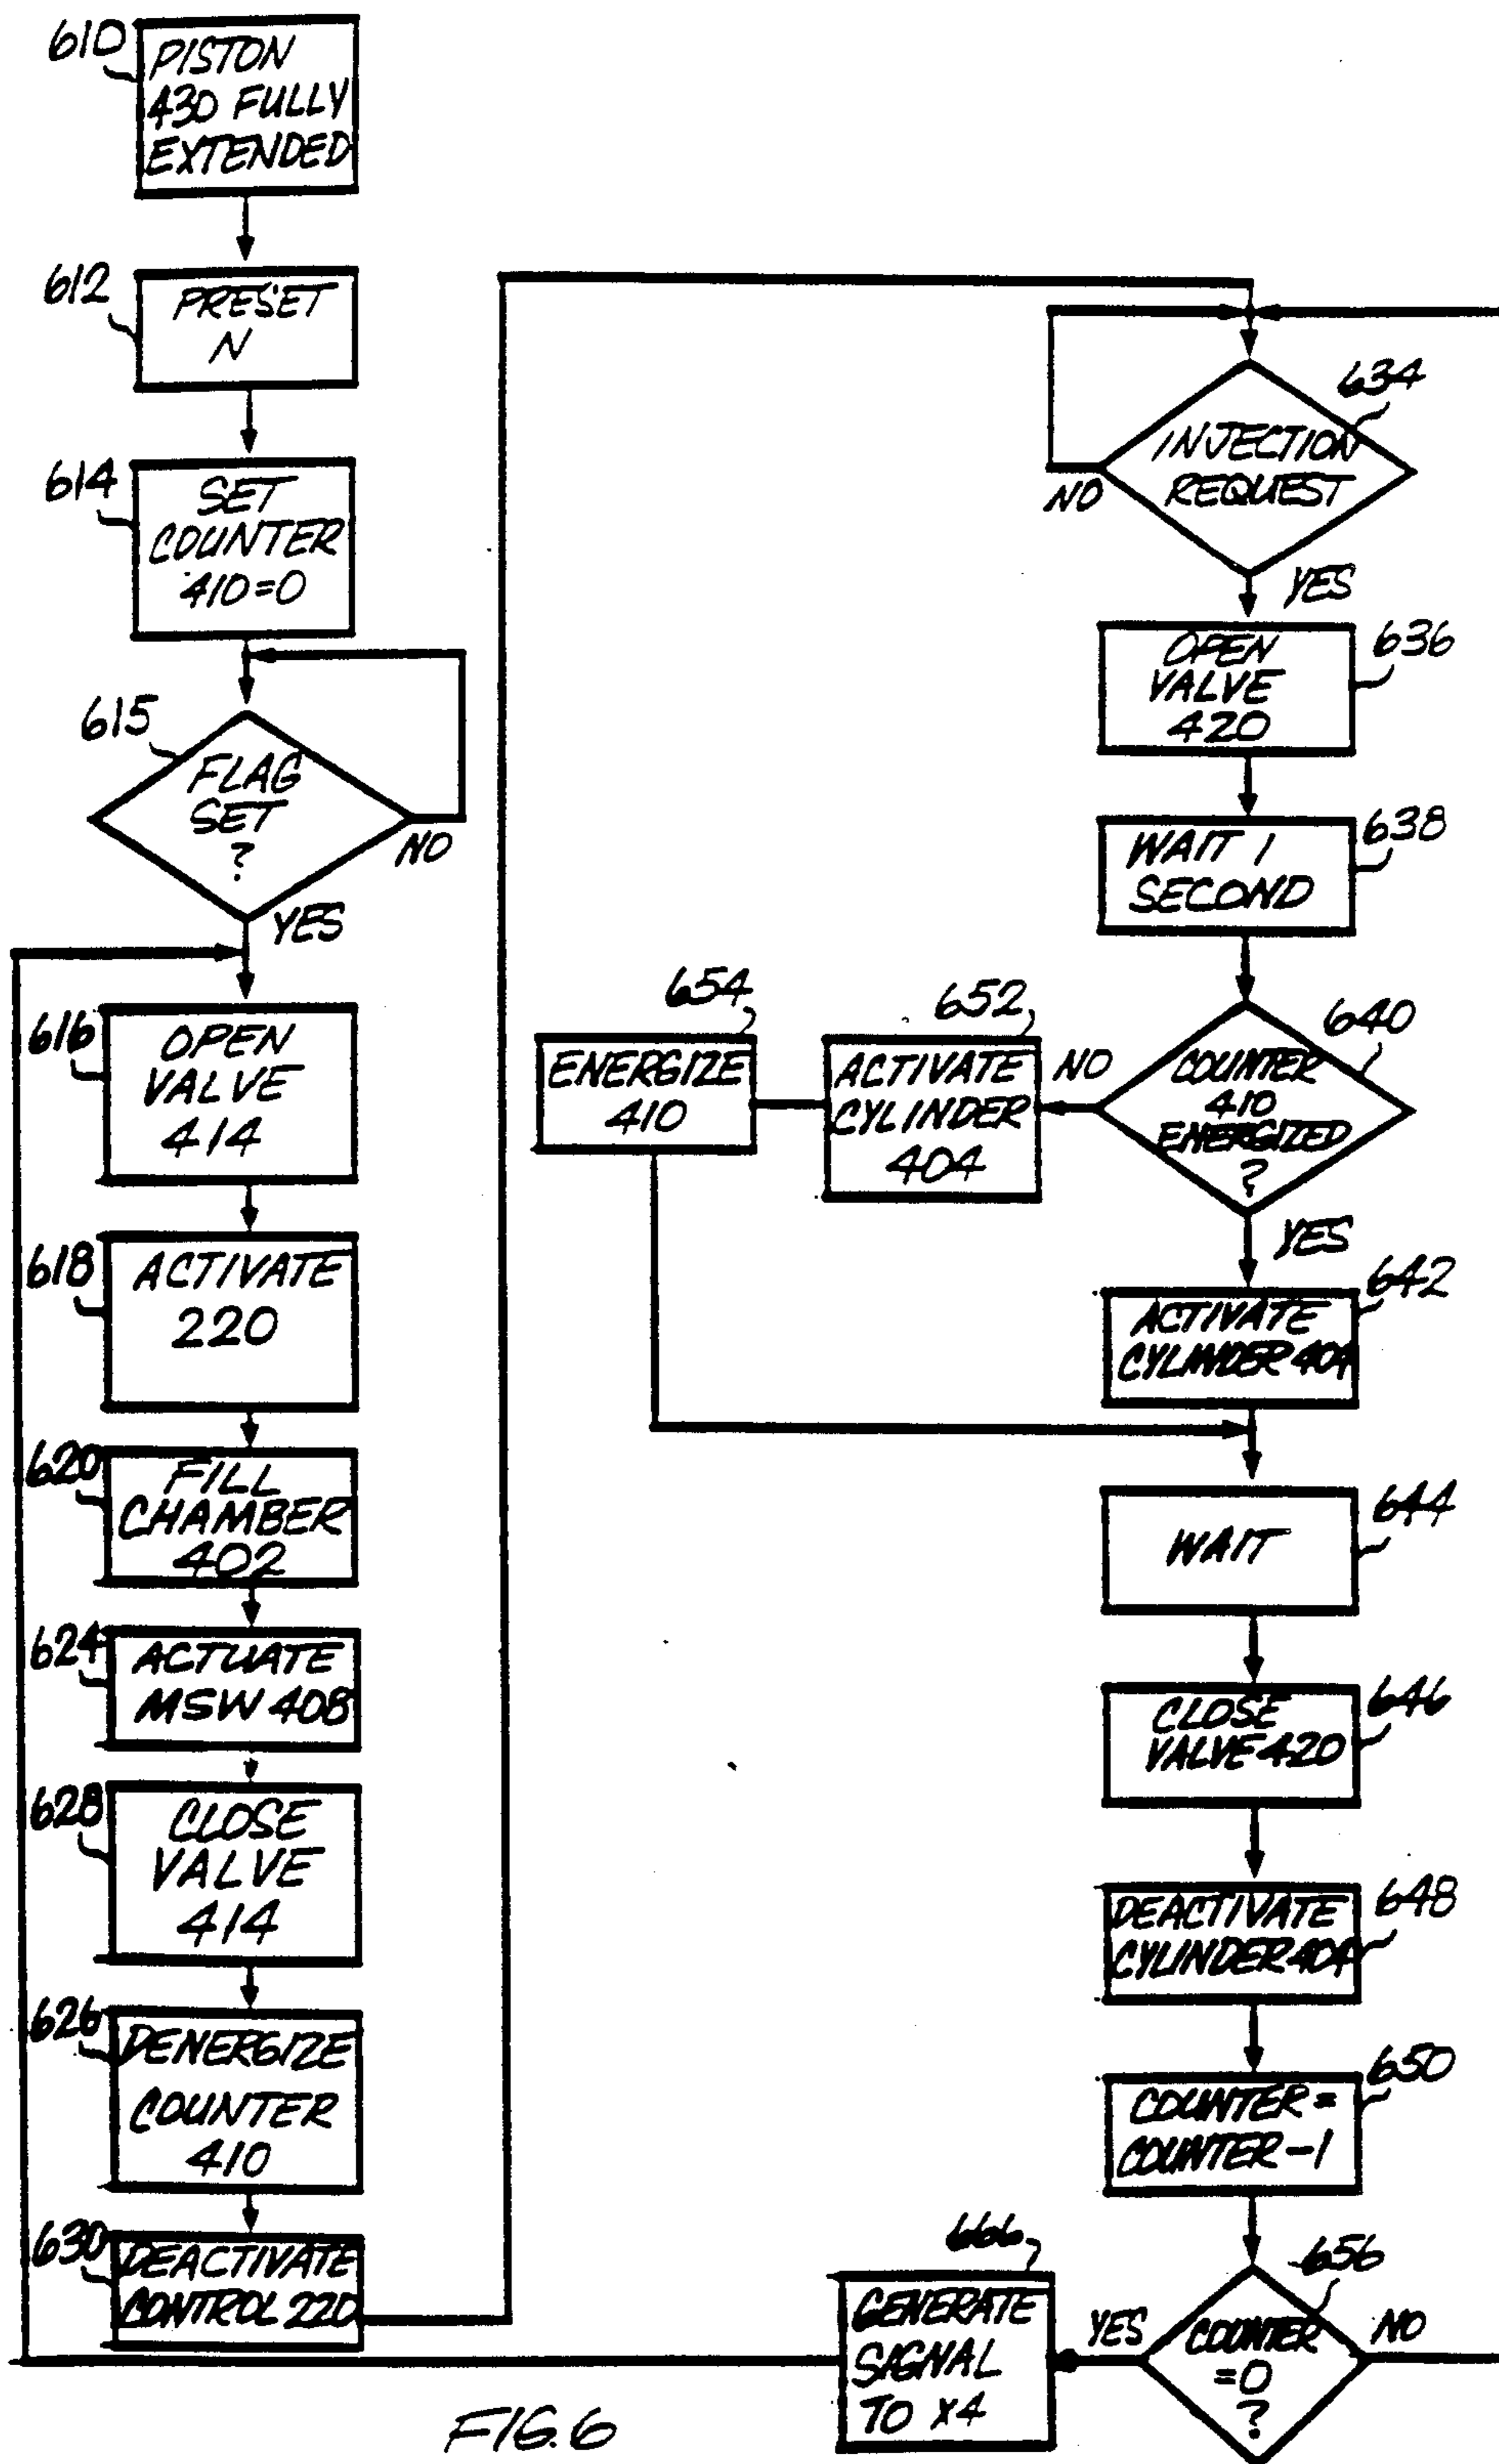 610
PISTON
430 FULLY
EXTENDED
612
PRESET
N
614
SET
COUNTER
410=0
615
FLAG
SET
?
NO
YES
616
OPEN
VALVE
414
618
ACTIVATE
220
620
FILL
CHAMBER
402
624
ACTUATE
MSW 408
628
CLOSE
VALVE
414
626
DENERGIZE
COUNTER
410
630
DEACTIVATE
CONTROL 220
634
INJECTION
REQUEST
NO
YES
636
OPEN
VALVE
420
638
WAIT 1
SECOND
640
COUNTER
410
ENERGIZED
?
NO
YES
652
ACTIVATE
CYLINDER
404
654
ENERGIZE
410
642
ACTIVATE
CYLINDER 404
644
WAIT
646
CLOSE
VALVE 420
648
DEACTIVATE
CYLINDER 404
650
COUNTER =
COUNTER -1
656
COUNTER
=0
?
YES
NO
666
GENERATE
SIGNAL
TO X4
FIG. 6